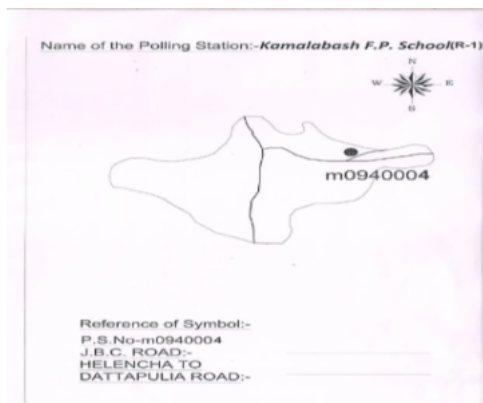 Name of the Polling Station:-Kamalabash F.P. School(R-1)
N
W E
S
m0940004
Reference of Symbol:-
P.S.No-m0940004
J.B.C. ROAD:-
HELENCHA TO
DATTAPULIA ROAD:-